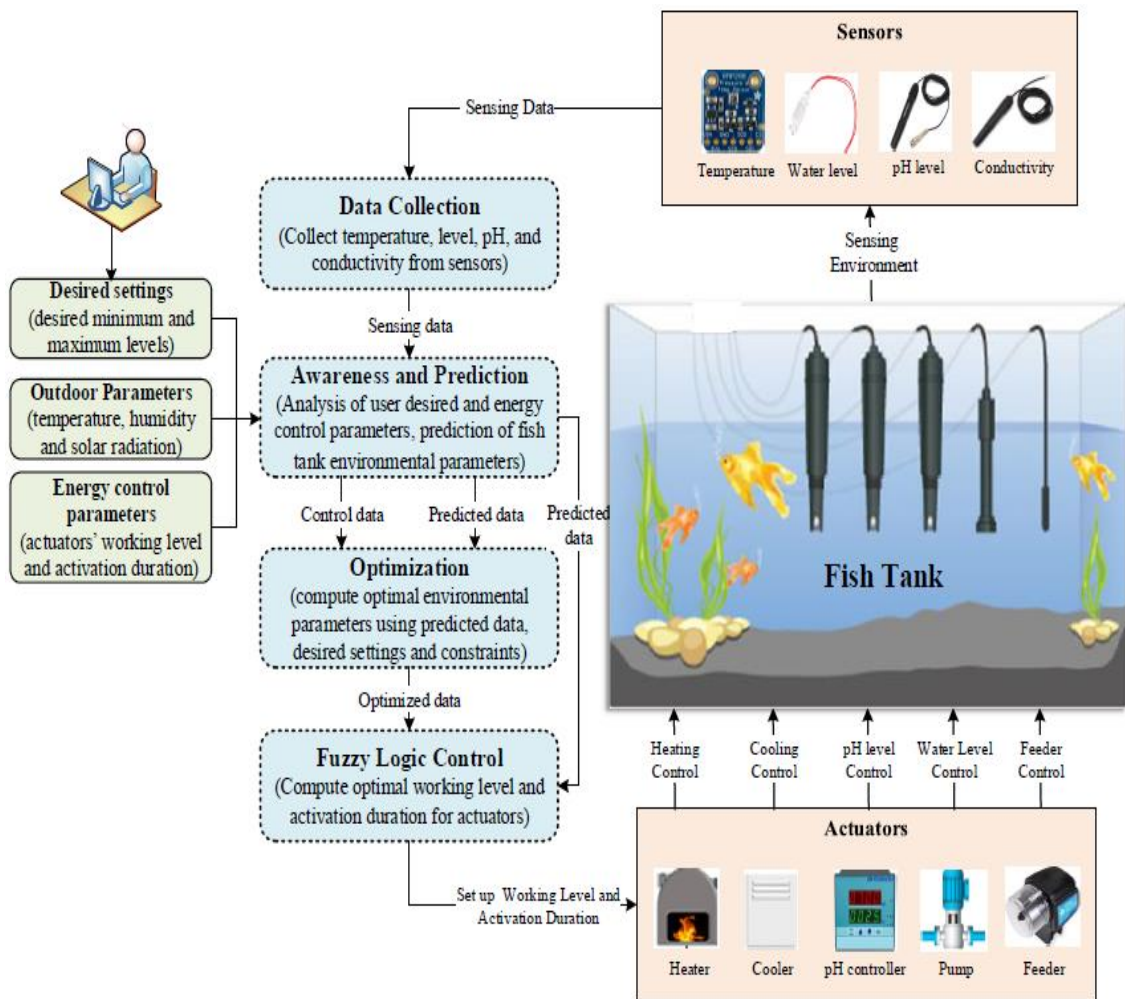 Sensors
Temperature
Water level
pH level
Conductivity
Sensing Data
Data Collection
(Collect temperature, level, pH, and
conductivity from sensors)
Sensing
Environment
Desired settings
(desired minimum and
maximum levels)
Sensing data
Outdoor Parameters
(temperature, humidity
and solar radiation)
Awareness and Prediction
(Analysis of user desired and energy
control parameters, prediction of fish
tank environmental parameters)
Energy control
parameters
(actuators' working level
and activation duration)
Control data
Predicted data
Predicted
data
Optimization
(compute optimal environmental
parameters using predicted data,
desired settings and constraints)
Fish Tank
Optimized data
Fuzzy Logic Control
(Compute optimal working level and
activation duration for actuators)
Heating
Control
Cooling
Control
pH level
Control
Water Level
Control
Feeder
Control
Set up Working Level and
Activation Duration
Actuators
Heater
Cooler
pH controller
Pump
Feeder